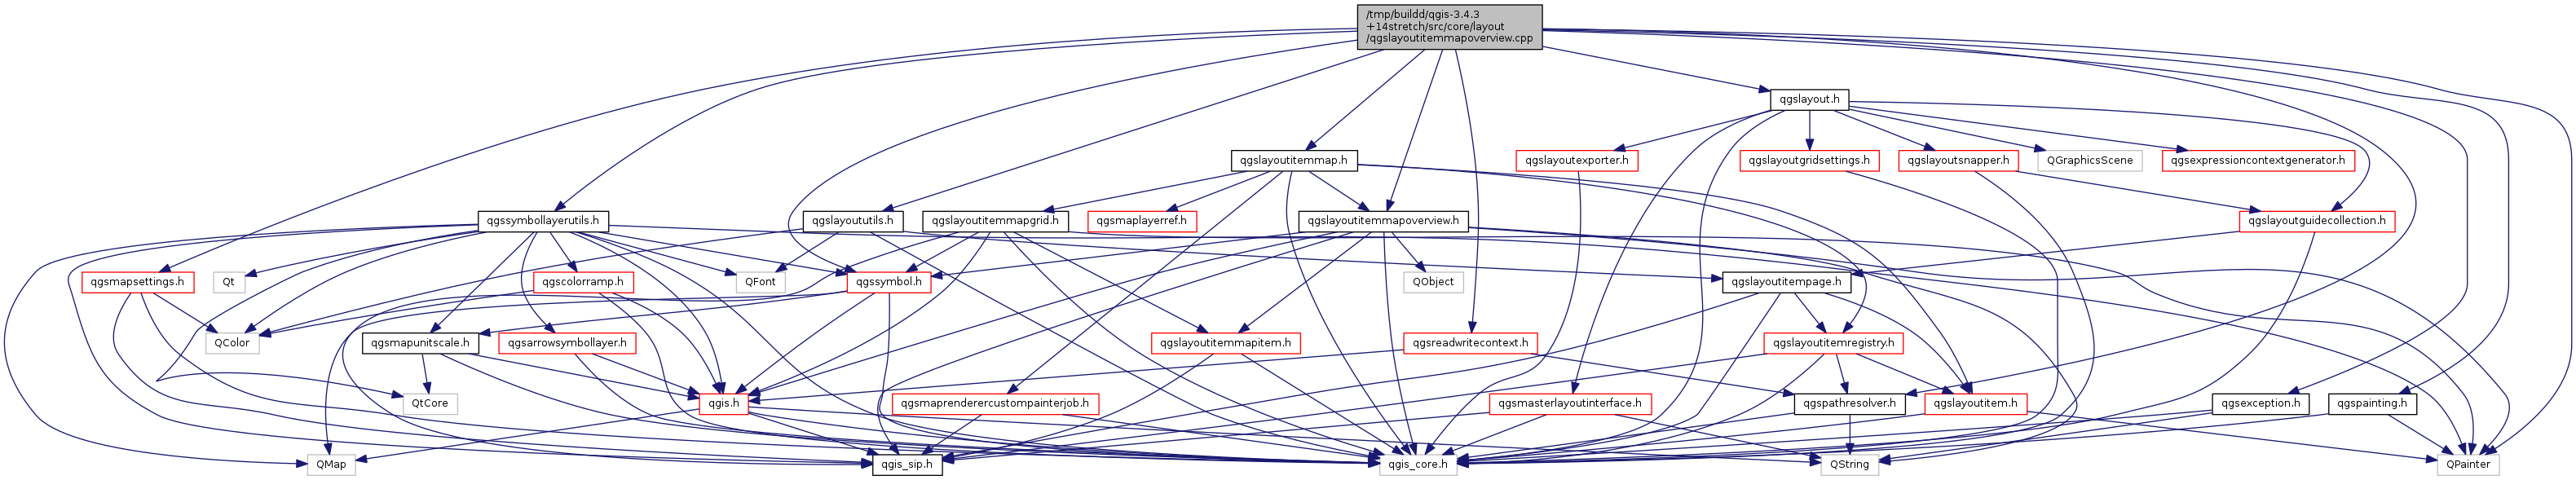 /tmp/buildd/qgis-3.4.3
+14stretch/src/core/layout
/qgslayoutitemmapoverview.cpp
qgslayout.h
qgslayoutitemmap.h
qgslayoutexporter.h
qgslayoutgridsettings.h
qgslayoutsnapper.h
QGraphicsScene
qgsexpressioncontextgenerator.h
qgssymbollayerutils.h
qgslayoututils.h
qgslayoutitemmapgrid.h
qgsmaplayerref.h
qgslayoutitemmapoverview.h
qgslayoutguidecollection.h
qgsmapsettings.h
Qt
qgscolorramp.h
QFont
qgssymbol.h
QObject
qgslayoutitempage.h
QColor
qgsmapunitscale.h
qgsarrowsymbollayer.h
qgslayoutitemmapitem.h
qgsreadwritecontext.h
qgslayoutitemregistry.h
QtCore
qgis.h
qgsmaprenderercustompainterjob.h
qgsmasterlayoutinterface.h
qgspathresolver.h
qgslayoutitem.h
qgsexception.h
qgspainting.h
QMap
qgis_sip.h
qgis_core.h
QString
QPainter